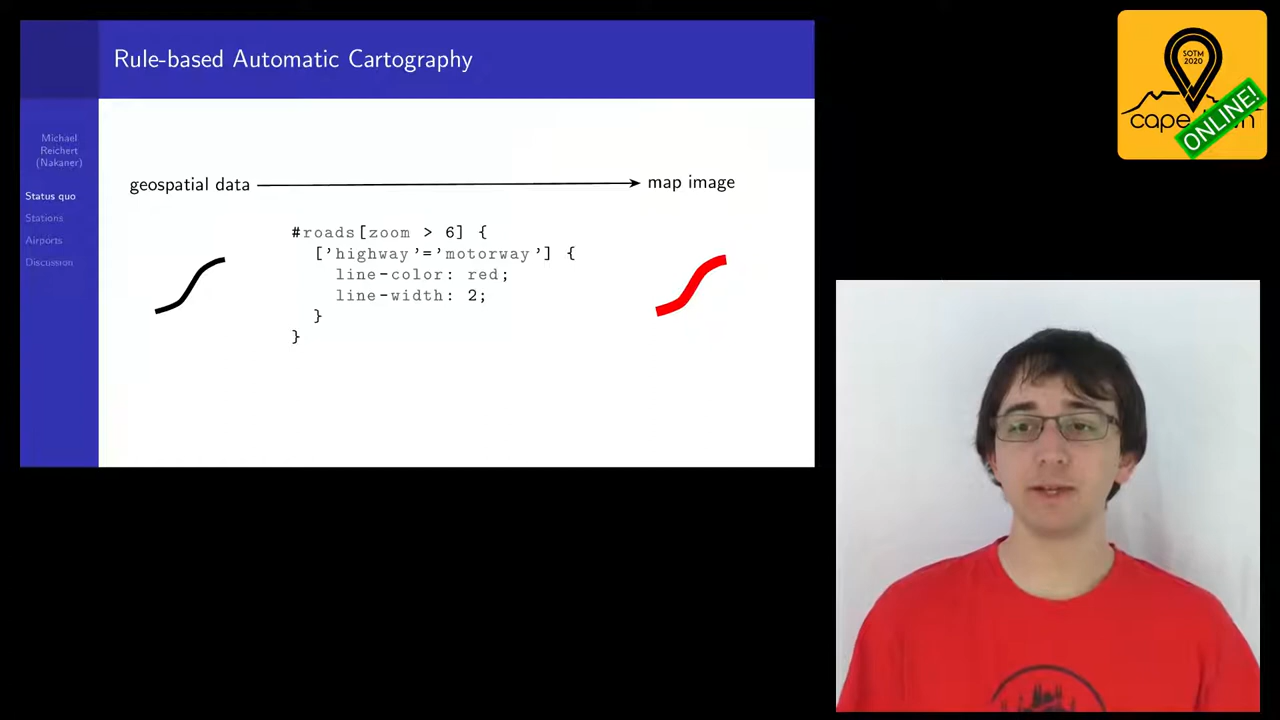 Rule-based Automatic Cartography
Michael
Reichert
(Nakaner)
Status quo
Stations
Airports
Discussion
geospatial data
map image
#roads[zoom > 6] {
['highway'='motorway'] {
line-color: red;
line-width: 2;
}
}
SOTM
2020
ONLINE!